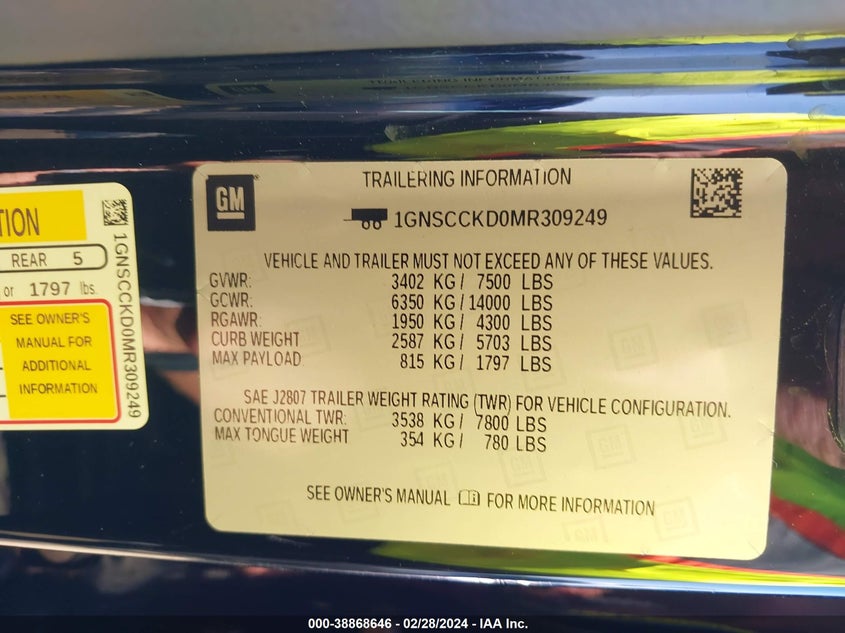 TION
REAR 5
or 1797 lbs.
SEE OWNER'S
MANUAL FOR
ADDITIONAL
INFORMATION
1GNSCCKD0MR309249
GM
TRAILERING INFORMATION
1GNSCCKD0MR309249
VEHICLE AND TRAILER MUST NOT EXCEED ANY OF THESE VALUES.
GVWR: 3402 KG/ 7500 LBS
GCWR: 6350 KG/ 14000 LBS
RGAWR: 1950 KG/ 4300 LBS
CURB WEIGHT 2587 KG/ 5703 LBS
MAX PAYLOAD 815 KG/ 1797 LBS
SAE J2807 TRAILER WEIGHT RATING (TWR) FOR VEHICLE CONFIGURATION.
CONVENTIONAL TWR: 3538 KG/ 7800 LBS
MAX TONGUE WEIGHT 354 KG/ 780 LBS
SEE OWNER'S MANUAL FOR MORE INFORMATION
000-38868646 - 02/28/2024 - IAA Inc.